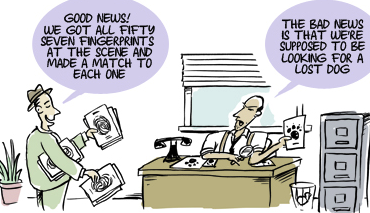 GOOD NEWS!
WE GOT ALL FIFTY
SEVEN FINGERPRINTS
AT THE SCENE AND
MADE A MATCH TO
EACH ONE
THE BAD NEWS
IS THAT WE'RE
SUPPOSED TO BE
LOOKING FOR A
LOST DOG